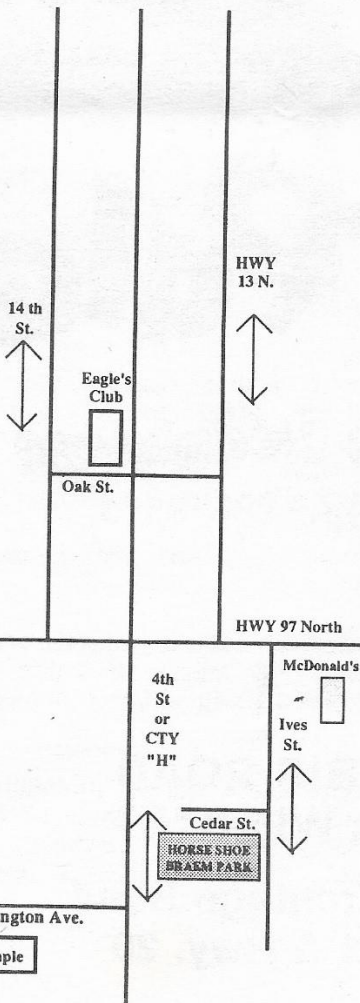 HWY
13 N.
14 th
St.
Eagle's
Club
Oak St.
HWY 97 North
McDonald's
4th
St
or
CTY
"H"
Ives
St.
Cedar St.
HORSE SHOE
BRAEM PARK
ngton Ave.
ple